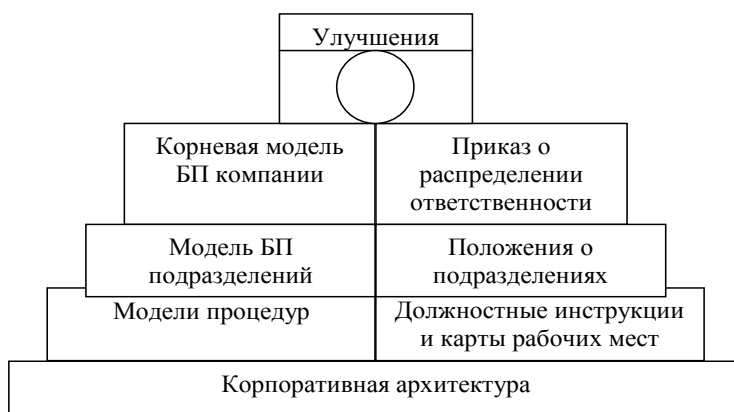 Улучшения
Корневая модель
БП компании
Приказ о
распределении
ответственности
Модель БП
подразделений
Положения о
подразделениях
Модели процедур
Должностные инструкции
и карты рабочих мест
Корпоративная архитектура